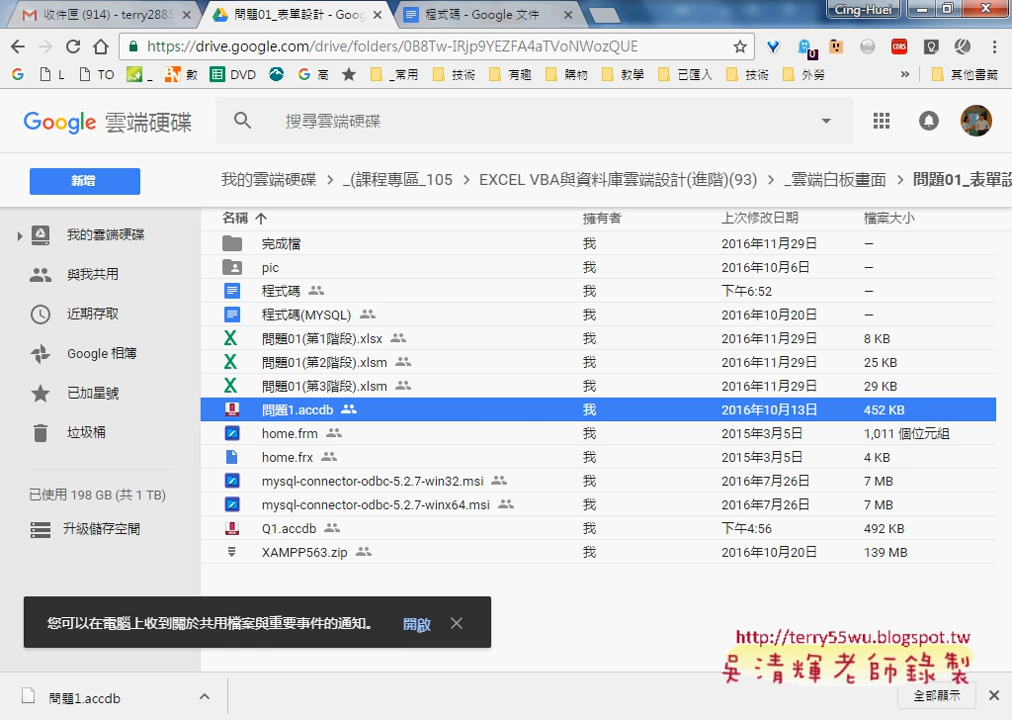 收件匣 (914) - terry2885
問題01_表單設計 - Goog
程式碼 - Google 文件
Cing-Huei
https://drive.google.com/drive/folders/0B8Tw-IRjp9YEZFA4aTVoNWozQUE
L
TO
_
數
DVD
高
_常用
技術
有趣
購物
教學
已匯入
技術
外勞
»
其他書籤
Google 雲端硬碟
搜尋雲端硬碟
新增
我的雲端硬碟 > _(課程專區_105 > EXCEL VBA與資料庫雲端設計(進階)(93) > _雲端白板畫面 > 問題01_表單設
我的雲端硬碟
與我共用
近期存取
Google 相簿
已加星號
垃圾桶
已使用 198 GB (共 1 TB)
升級儲存空間
名稱 ↑ 擁有者 上次修改日期 檔案大小
完成檔 我 2016年11月29日 –
pic 我 2016年10月6日 –
程式碼 我 下午6:52 –
程式碼(MYSQL) 我 2016年10月20日 –
問題01(第1階段).xlsx 我 2016年11月29日 8 KB
問題01(第2階段).xlsm 我 2016年11月29日 25 KB
問題01(第3階段).xlsm 我 2016年11月29日 29 KB
問題1.accdb 我 2016年10月13日 452 KB
home.frm 我 2015年3月5日 1,011 個位元組
home.frx 我 2015年3月5日 4 KB
mysql-connector-odbc-5.2.7-win32.msi 我 2016年7月26日 7 MB
mysql-connector-odbc-5.2.7-winx64.msi 我 2016年7月26日 7 MB
Q1.accdb 我 下午4:56 492 KB
XAMPP563.zip 我 2016年10月20日 139 MB
您可以在電腦上收到關於共用檔案與重要事件的通知。 開啟
http://terry55wu.blogspot.tw
吳清輝老師錄製
問題1.accdb
全部顯示